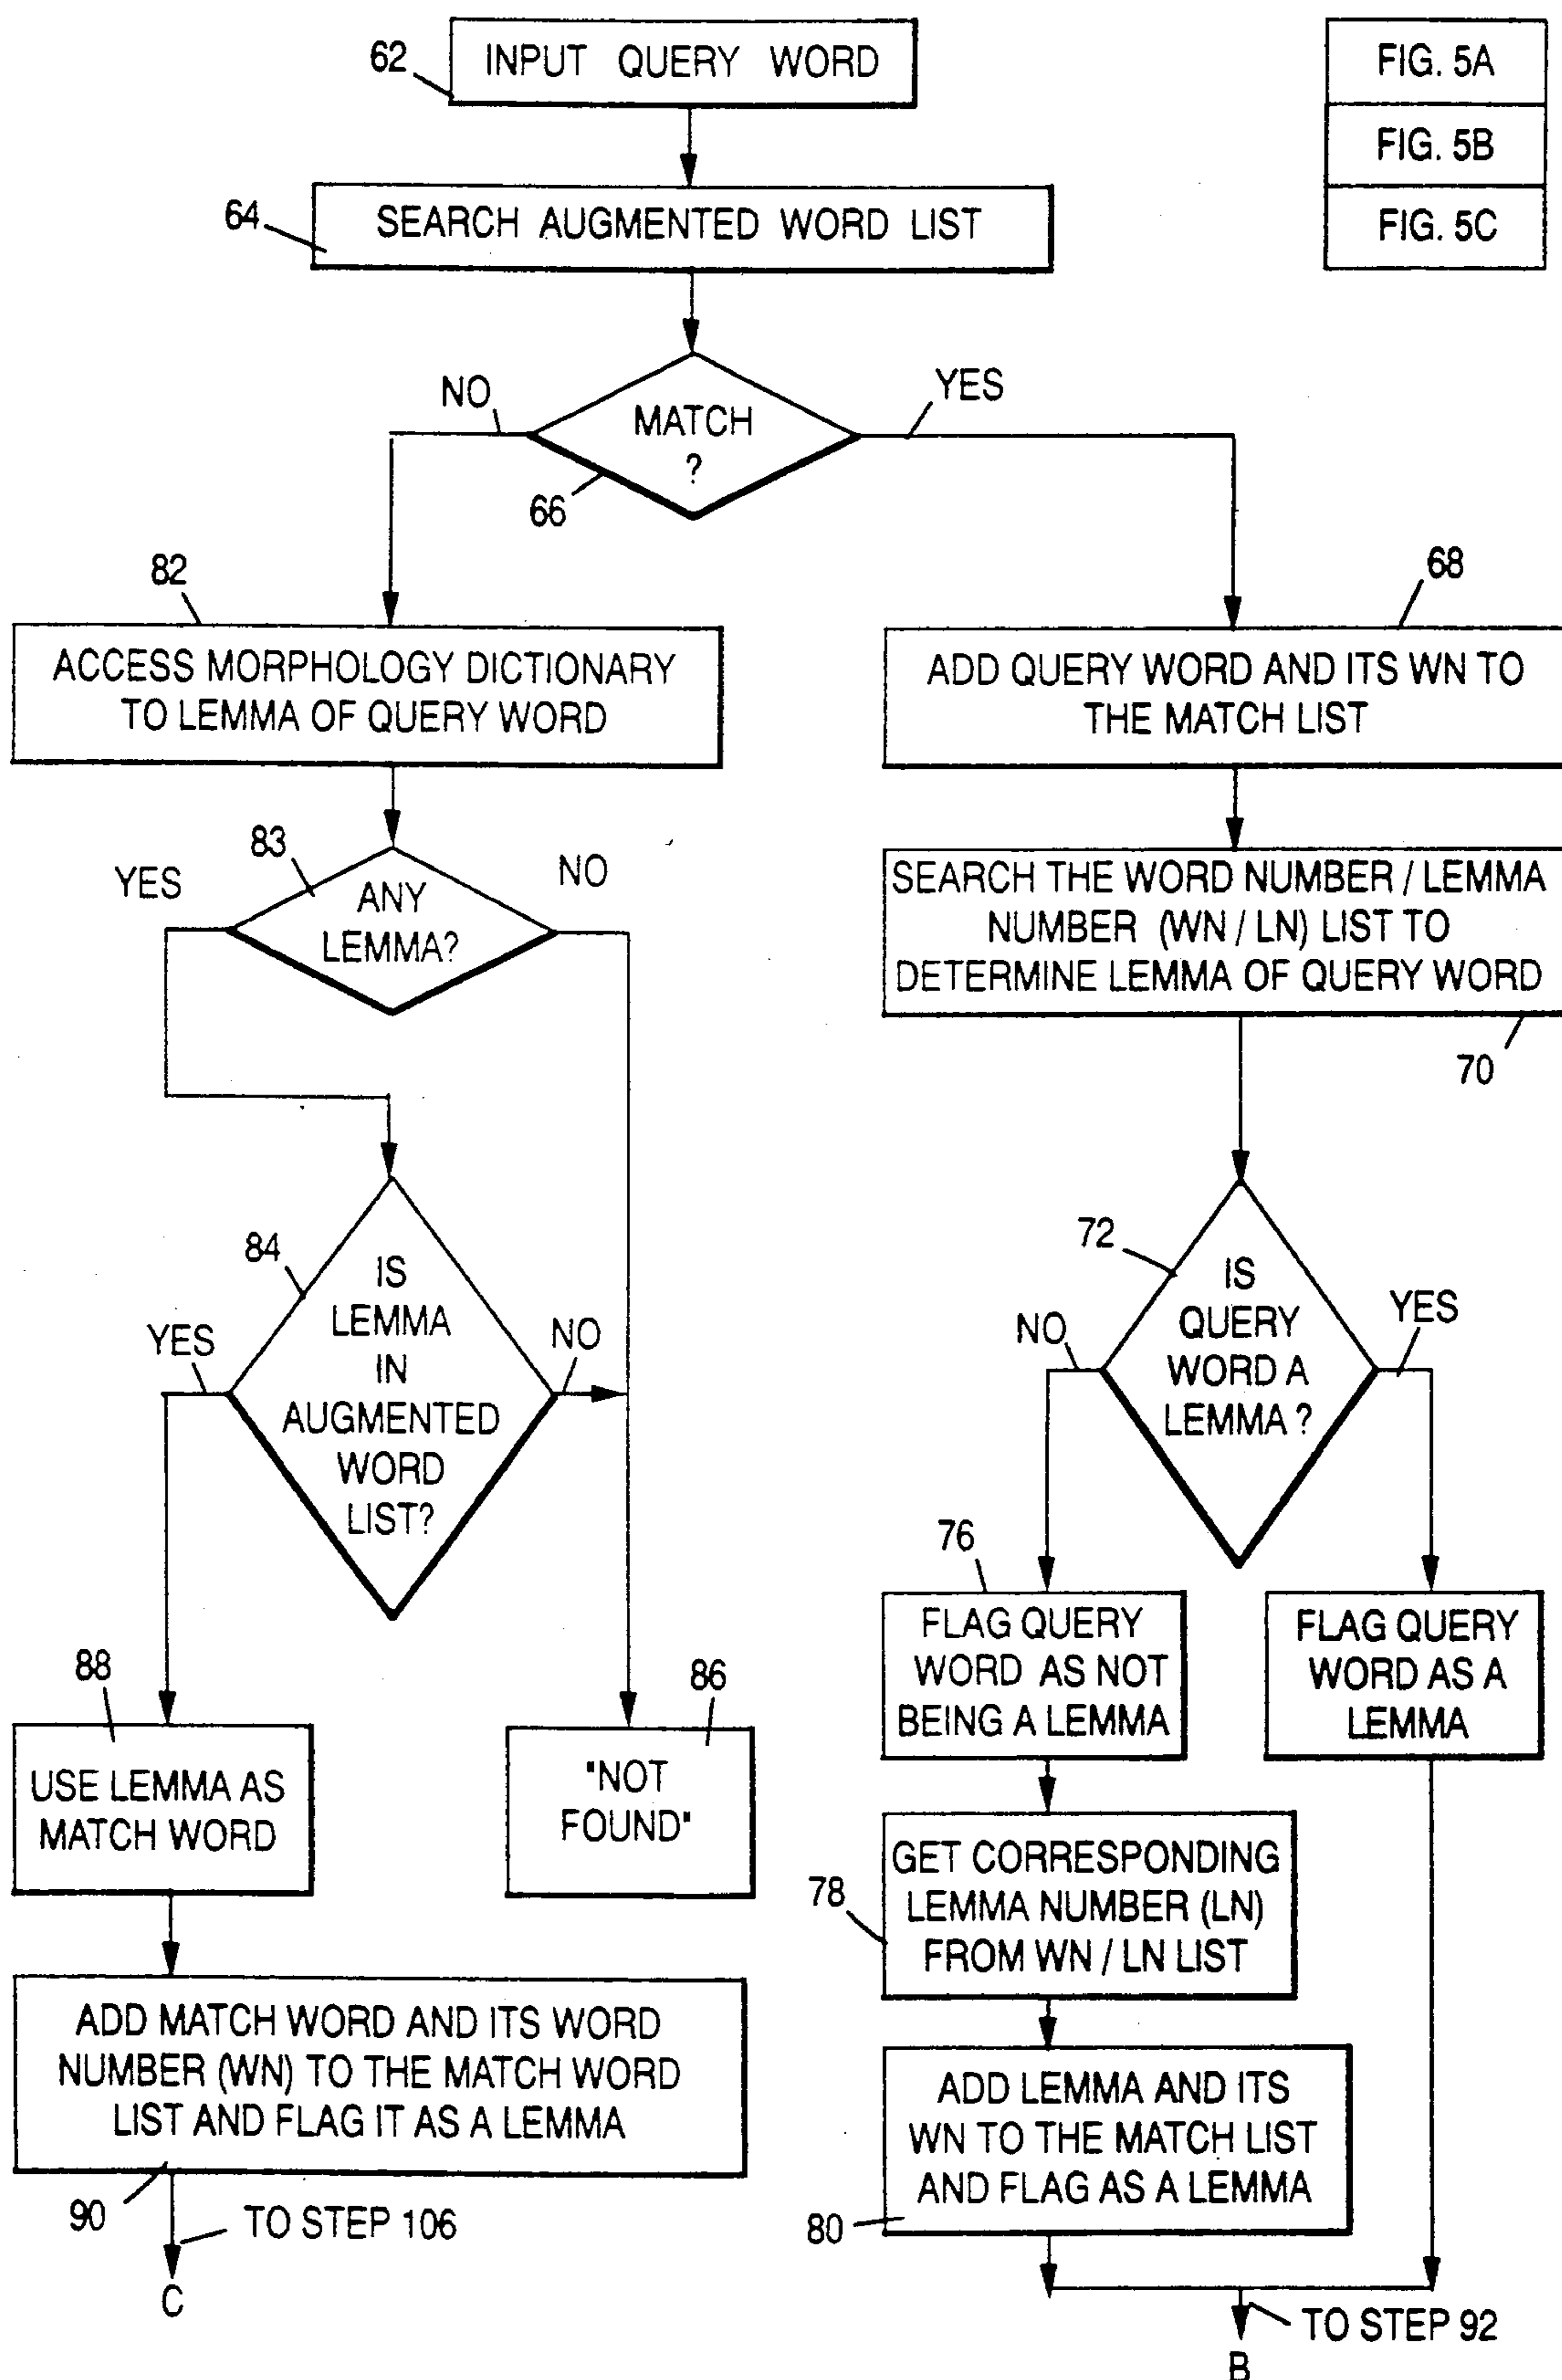 62
INPUT QUERY WORD
FIG. 5A
FIG. 5B
FIG. 5C
64
SEARCH AUGMENTED WORD LIST
NO
YES
MATCH
?
66
82
ACCESS MORPHOLOGY DICTIONARY
TO LEMMA OF QUERY WORD
68
ADD QUERY WORD AND ITS WN TO
THE MATCH LIST
83
YES
NO
ANY
LEMMA?
SEARCH THE WORD NUMBER / LEMMA
NUMBER (WN / LN) LIST TO
DETERMINE LEMMA OF QUERY WORD
70
84
IS
LEMMA
IN
AUGMENTED
WORD
LIST?
YES
NO
72
IS
QUERY
WORD A
LEMMA ?
NO
YES
76
FLAG QUERY
WORD AS NOT
BEING A LEMMA
FLAG QUERY
WORD AS A
LEMMA
88
USE LEMMA AS
MATCH WORD
86
"NOT
FOUND"
78
GET CORRESPONDING
LEMMA NUMBER (LN)
FROM WN / LN LIST
ADD MATCH WORD AND ITS WORD
NUMBER (WN) TO THE MATCH WORD
LIST AND FLAG IT AS A LEMMA
90
TO STEP 106
C
ADD LEMMA AND ITS
WN TO THE MATCH LIST
AND FLAG AS A LEMMA
80
TO STEP 92
B